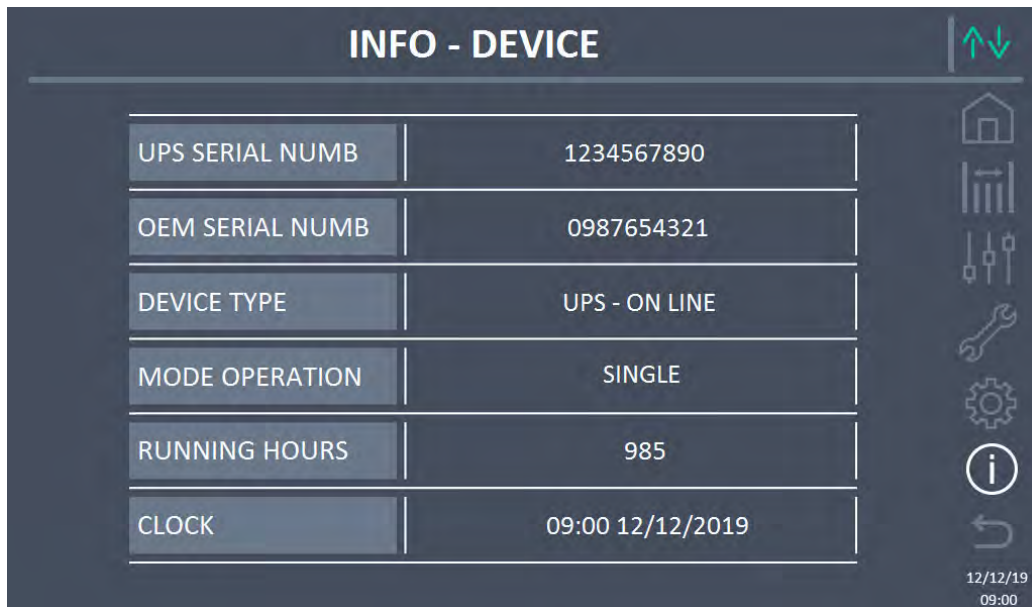 INFO - DEVICE
UPS SERIAL NUMB 1234567890
OEM SERIAL NUMB 0987654321
DEVICE TYPE UPS - ON LINE
MODE OPERATION SINGLE
RUNNING HOURS 985
CLOCK 09:00 12/12/2019
12/12/19
09:00